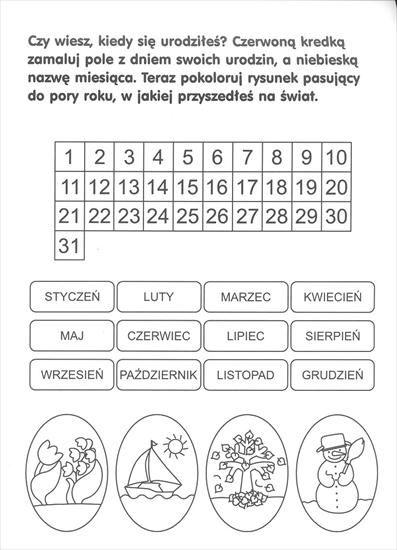 Czy wiesz, kiedy się urodziłeś? Czerwoną kredką
zamaluj pole z dniem swoich urodzin, a niebieską
nazwę miesiąca. Teraz pokoloruj rysunek pasujący
do pory roku, w jakiej przyszedłeś na świat.
1 2 3 4 5 6 7 8 9 10
11 12 13 14 15 16 17 18 19 20
21 22 23 24 25 26 27 28 29 30
31
STYCZEŃ LUTY MARZEC KWIECIEŃ
MAJ CZERWIEC LIPIEC SIERPIEŃ
WRZESIEŃ PAŹDZIERNIK LISTOPAD GRUDZIEŃ